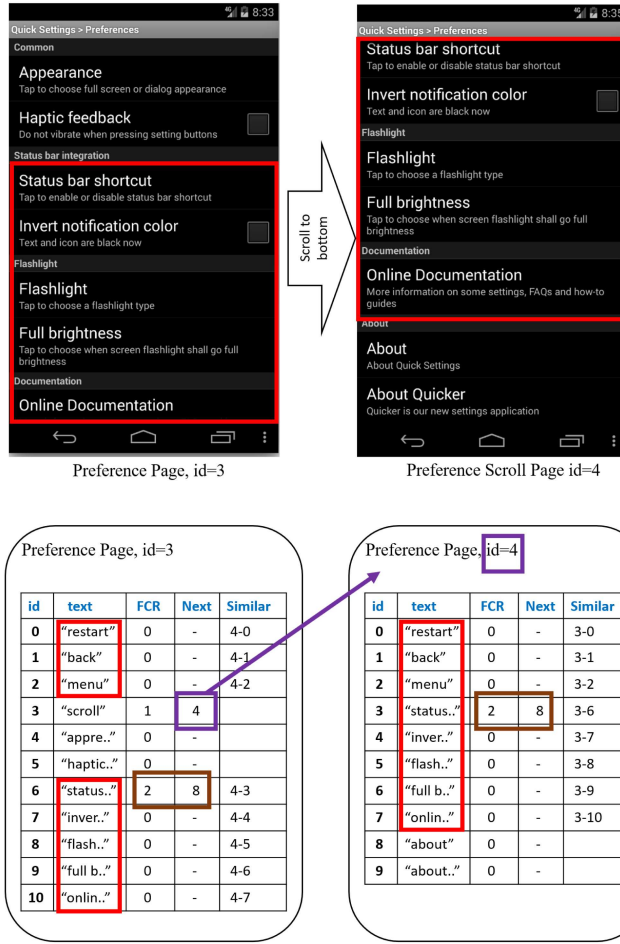 4G 8:33
Quick Settings > Preferences
Common
Appearance
Tap to choose full screen or dialog appearance
Haptic feedback
Do not vibrate when pressing setting buttons
Status bar integration
Status bar shortcut
Tap to enable or disable status bar shortcut
Invert notification color
Text and icon are black now
Flashlight
Flashlight
Tap to choose a flashlight type
Full brightness
Tap to choose when screen flashlight shall go full
brightness
Documentation
Online Documentation
Preference Page, id=3
Scroll to
bottom
4G 8:35
Quick Settings > Preferences
Status bar shortcut
Tap to enable or disable status bar shortcut
Invert notification color
Text and icon are black now
Flashlight
Flashlight
Tap to choose a flashlight type
Full brightness
Tap to choose when screen flashlight shall go full
brightness
Documentation
Online Documentation
More information on some settings, FAQs and how-to
guides
About
About
About Quick Settings
About Quicker
Quicker is our new settings application
Preference Scroll Page id=4
Preference Page, id=3
id text FCR Next Similar
0 "restart" 0 - 4-0
1 "back" 0 - 4-1
2 "menu" 0 - 4-2
3 "scroll" 1 4
4 "appre.." 0 -
5 "haptic.." 0 -
6 "status.." 2 8 4-3
7 "inver.." 0 - 4-4
8 "flash.." 0 - 4-5
9 "full b.." 0 - 4-6
10 "onlin.." 0 - 4-7
Preference Page, id=4
id text FCR Next Similar
0 "restart" 0 - 3-0
1 "back" 0 - 3-1
2 "menu" 0 - 3-2
3 "status.." 2 8 3-6
4 "inver.." 0 - 3-7
5 "flash.." 0 - 3-8
6 "full b.." 0 - 3-9
7 "onlin.." 0 - 3-10
8 "about" 0 -
9 "about.." 0 -